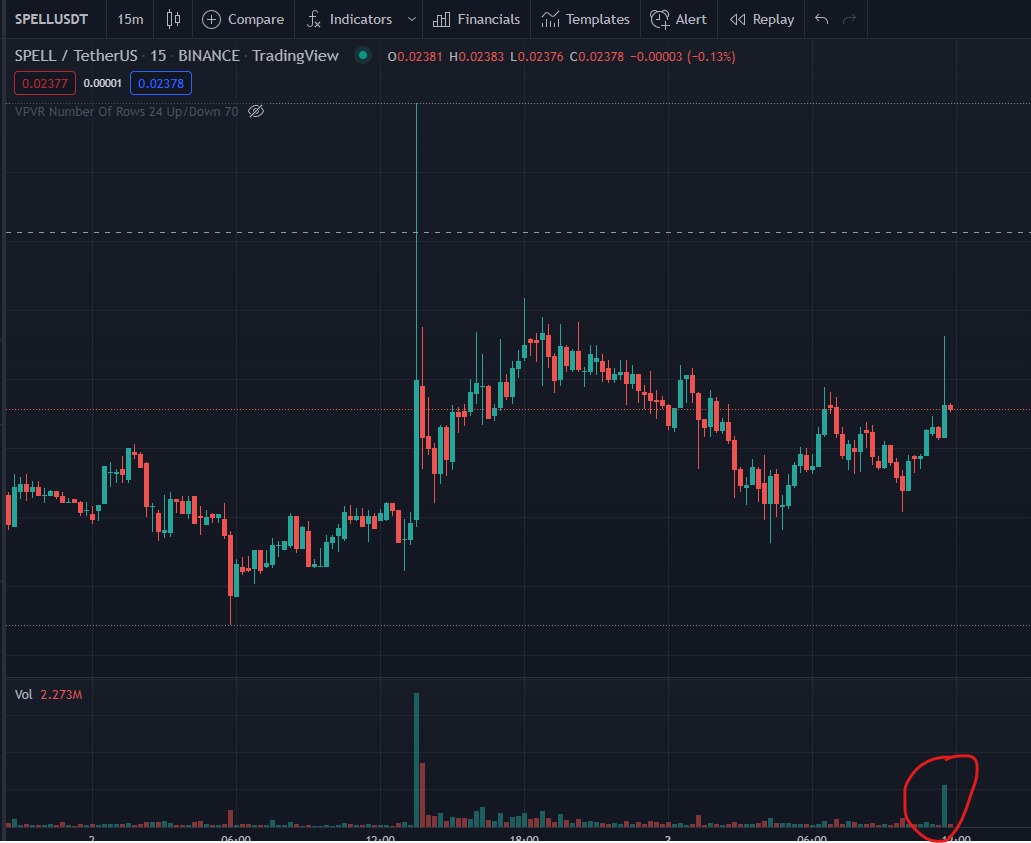 SPELLUSDT 15m Compare Indicators Financials Templates Alert Replay
SPELL / TetherUS · 15 · BINANCE · TradingView O0.02381 H0.02383 L0.02376 C0.02378 −0.00003 (−0.13%)
0.02377 0.00001 0.02378
VPVR Number Of Rows 24 Up/Down 70
Vol 2.273M
2 06:00 12:00 18:00 3 06:00